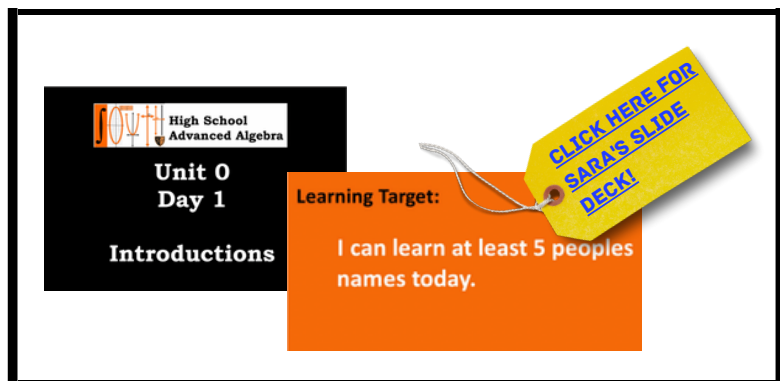 SOUTH
High School
Advanced Algebra
Unit 0
Day 1
Introductions
Learning Target:
I can learn at least 5 peoples
names today.
CLICK HERE FOR
SARA'S SLIDE
DECK!